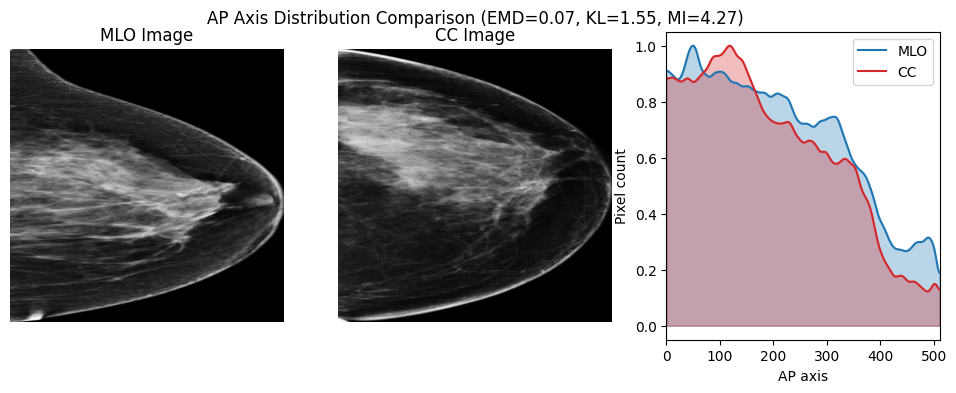 AP Axis Distribution Comparison (EMD=0.07, KL=1.55, MI=4.27)
MLO Image
CC Image
MLO
CC
1.0
0.8
0.6
0.4
0.2
0.0
Pixel count
0 100 200 300 400 500
AP axis